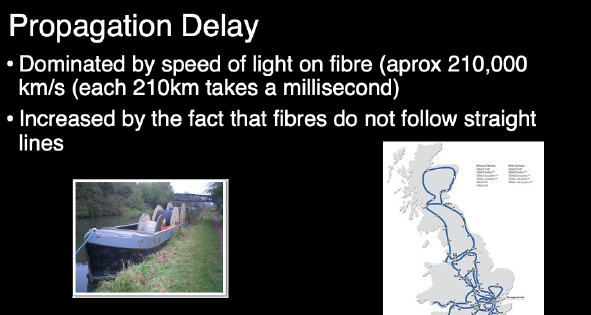 Propagation Delay
• Dominated by speed of light on fibre (aprox 210,000
km/s (each 210km takes a millisecond)
• Increased by the fact that fibres do not follow straight
lines